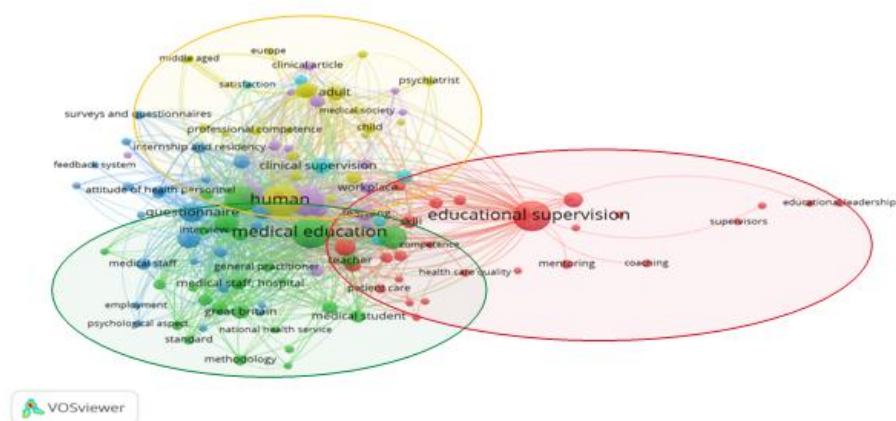 europe
middle aged
clinical article
satisfaction
adult
psychiatrist
surveys and questionnaires
medical society
professional competence
child
internship and residency
feedback system
clinical supervision
attitude of health personnel
workplace
human
educational leadership
questionnaire
learning
educational supervision
skill
supervisors
interview
medical education
competence
medical staff
general practitioner
teacher
mentoring
coaching
health care quality
medical staff, hospital
patient care
employment
great britain
medical student
psychological aspect
national health service
standard
methodology
VOSviewer